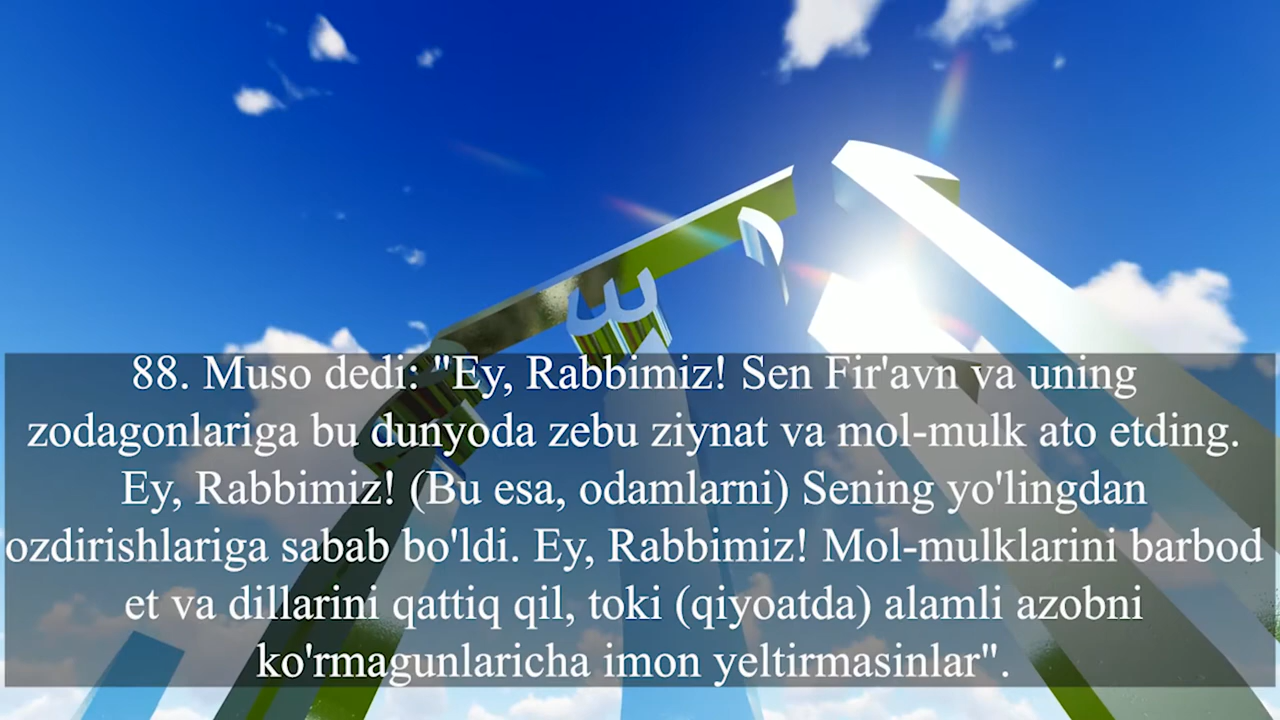 88. Muso dedi: "Ey, Rabbimiz! Sen Fir'avn va uning
zodagonlariga bu dunyoda zebu ziynat va mol-mulk ato etding.
Ey, Rabbimiz! (Bu esa, odamlarni) Sening yo'lingdan
ozdirishlariga sabab bo'ldi. Ey, Rabbimiz! Mol-mulklarini barbod
et va dillarini qattiq qil, toki (qiyoatda) alamli azobni
ko'rmagunlaricha imon yeltirmasinlar".